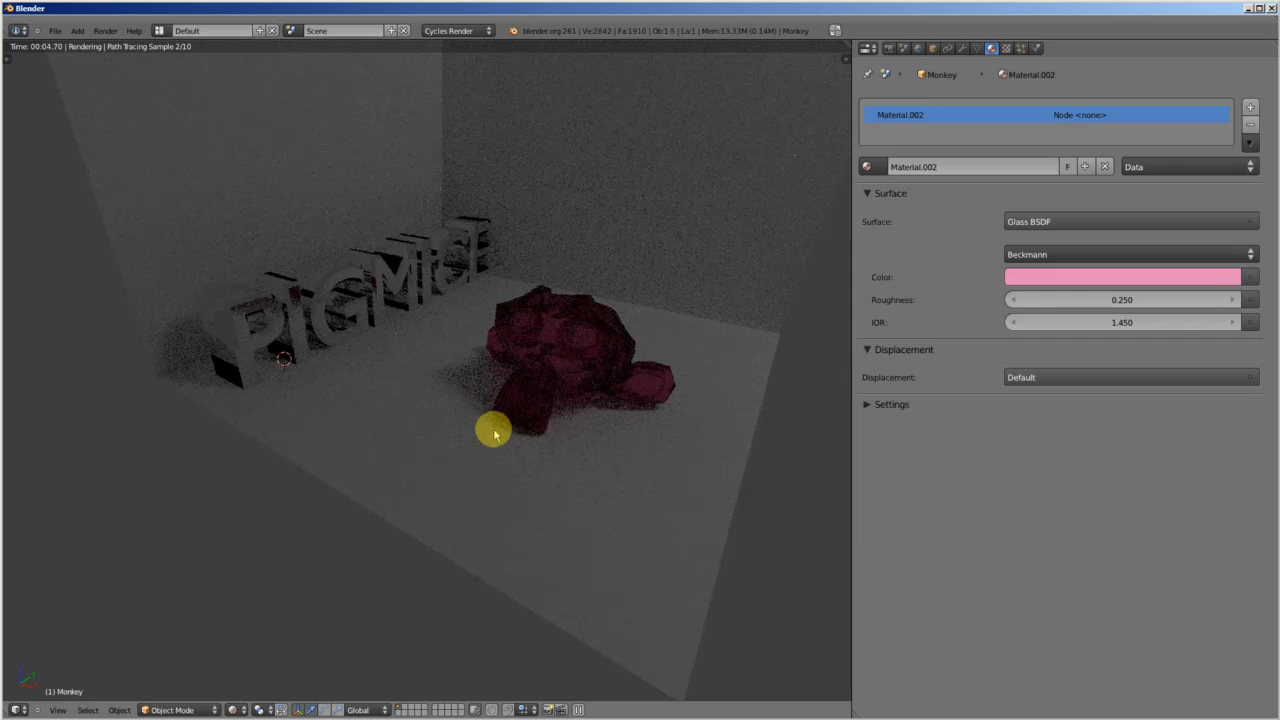 Blender
File Add Render Help Default Scene Cycles Render blender.org 261 | Ve:2842 | Fa:1910 | Ob:1-5 | La:1 | Mem:13.33M (0.14M) | Monkey
Time: 00:04.70 | Rendering | Path Tracing Sample 2/10
Monkey Material.002
Material.002 Node <none>
Material.002 F Data
Surface
Surface: Glass BSDF
Beckmann
Color:
Roughness: 0.250
IOR: 1.450
Displacement
Displacement: Default
Settings
(1) Monkey
View Select Object Object Mode Global